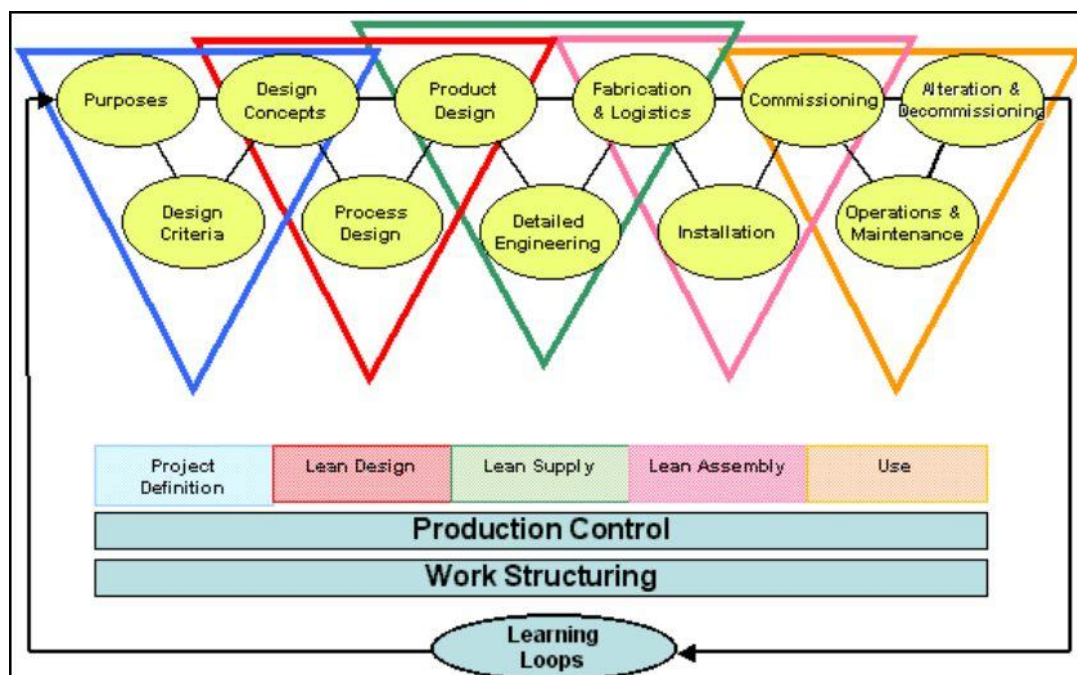 Purposes
Design
Concepts
Product
Design
Fabrication
& Logistics
Commissioning
Alteration &
Decommissioning
Design
Criteria
Process
Design
Detailed
Engineering
Installation
Operations &
Maintenance
Project
Definition
Lean Design
Lean Supply
Lean Assembly
Use
Production Control
Work Structuring
Learning
Loops